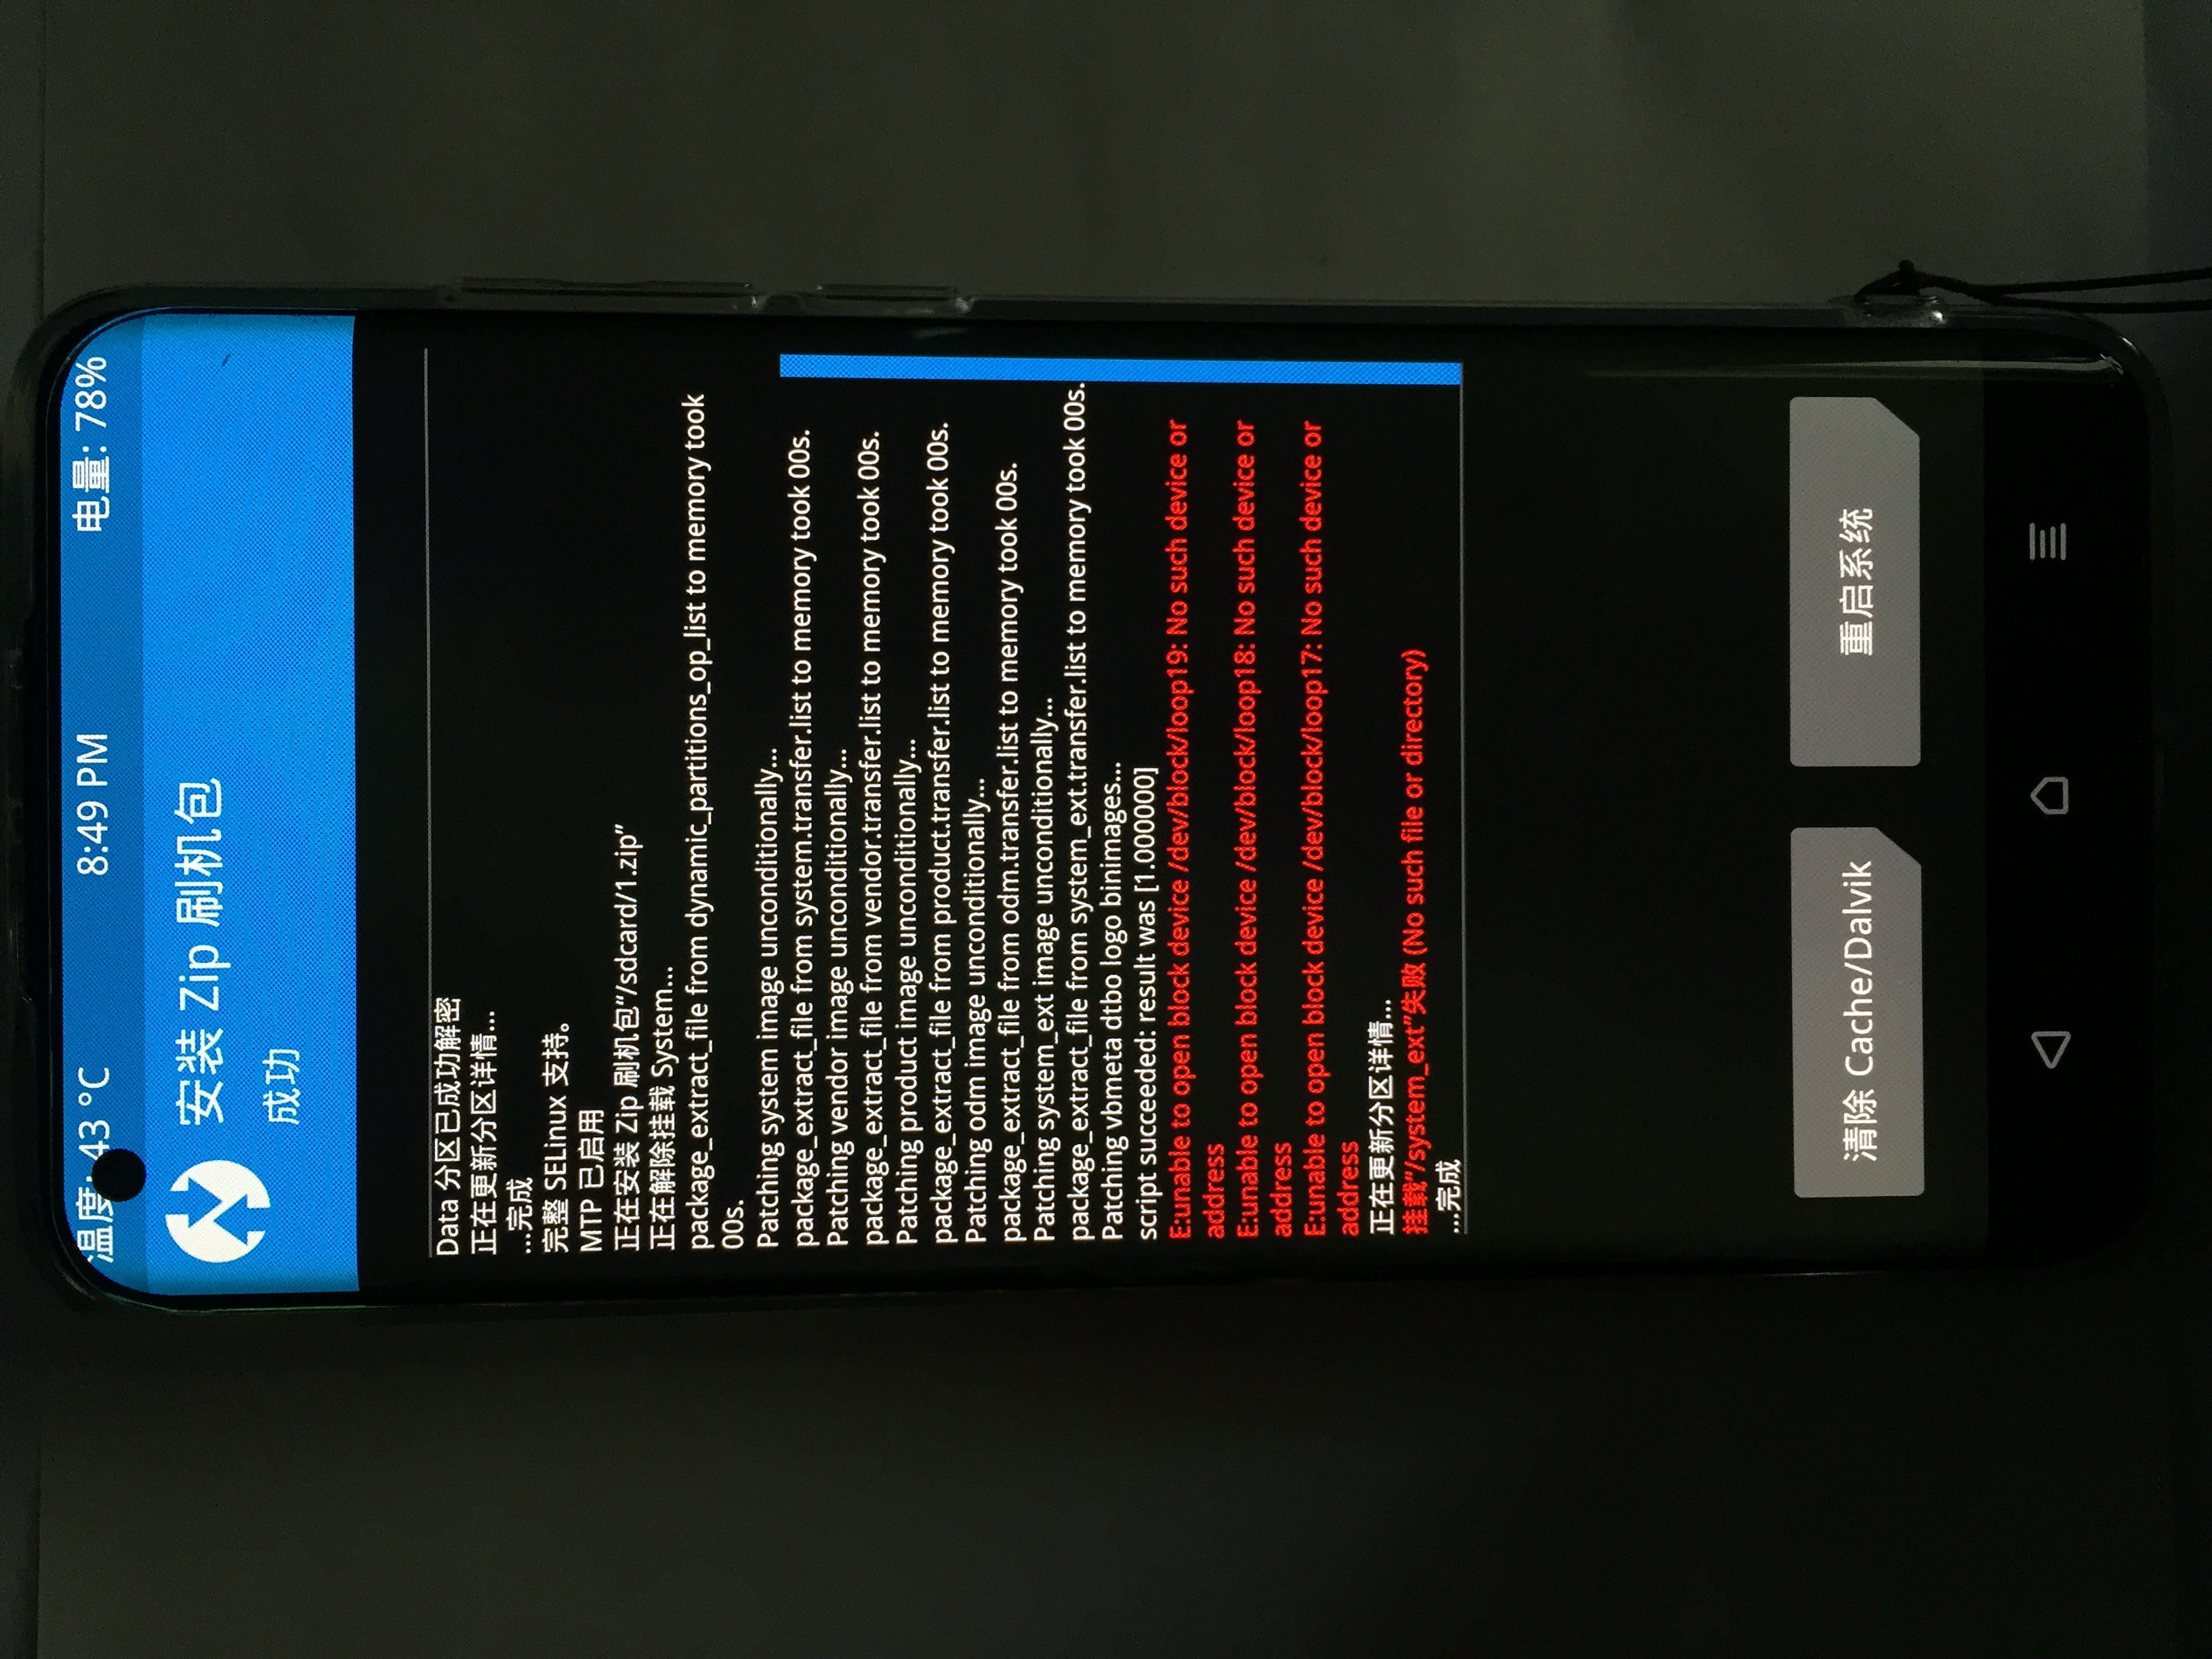 温度: 43 °C
8:49 PM
电量: 78%
安装 Zip 刷机包
成功
Data 分区已成功解密
正在更新分区详情...
...完成
完整 SELinux 支持。
MTP 已启用
正在安装 Zip 刷机包“/sdcard/1.zip”
正在解除挂载 System...
package_extract_file from dynamic_partitions_op_list to memory took
00s.
Patching system image unconditionally...
package_extract_file from system.transfer.list to memory took 00s.
Patching vendor image unconditionally...
package_extract_file from vendor.transfer.list to memory took 00s.
Patching product image unconditionally...
package_extract_file from product.transfer.list to memory took 00s.
Patching odm image unconditionally...
package_extract_file from odm.transfer.list to memory took 00s.
Patching system_ext image unconditionally...
package_extract_file from system_ext.transfer.list to memory took 00s.
Patching vbmeta dtbo logo binimages...
script succeeded: result was [1.000000]
E:unable to open block device /dev/block/loop19: No such device or
address
E:unable to open block device /dev/block/loop18: No such device or
address
E:unable to open block device /dev/block/loop17: No such device or
address
正在更新分区详情...
挂载“/system_ext”失败 (No such file or directory)
...完成
清除 Cache/Dalvik
重启系统